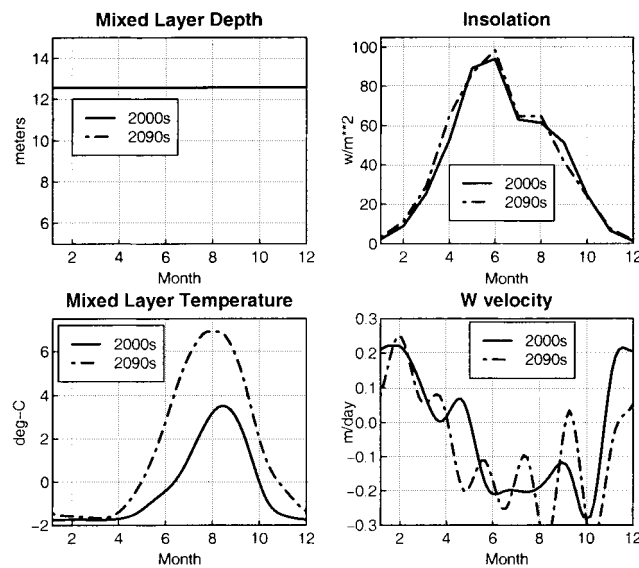 Mixed Layer Depth
14
12
10
8
6
meters
2000s
2090s
2
4
6
8
10
12
Month
Insolation
100
80
60
40
20
0
w/m**2
2000s
2090s
2
4
6
8
10
12
Month
Mixed Layer Temperature
6
4
2
0
−2
deg−C
2000s
2090s
2
4
6
8
10
12
Month
W velocity
0.3
0.2
0.1
0.0
−0.1
−0.2
−0.3
m/day
2000s
2090s
2
4
6
8
10
12
Month